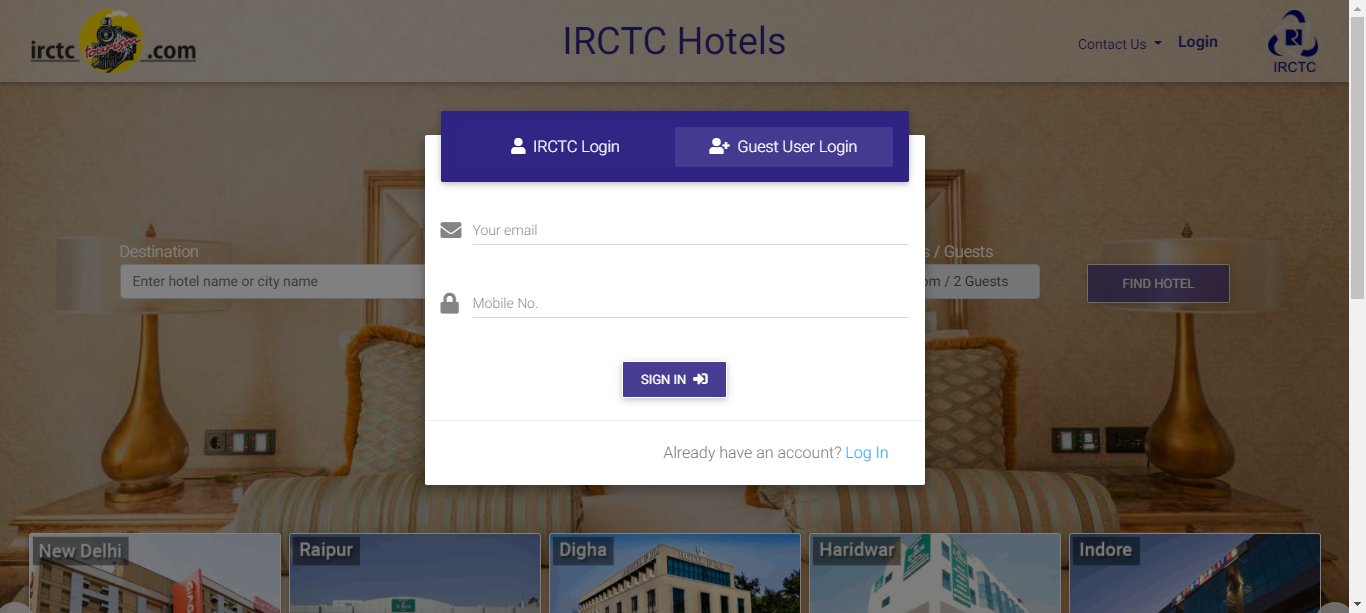 irctc tourism .com
IRCTC Hotels
Contact Us
Login
IRCTC
IRCTC Login
Guest User Login
Your email
Destination
s / Guests
Enter hotel name or city name
om / 2 Guests
FIND HOTEL
Mobile No.
SIGN IN
Already have an account? Log In
New Delhi
Raipur
Digha
Haridwar
Indore